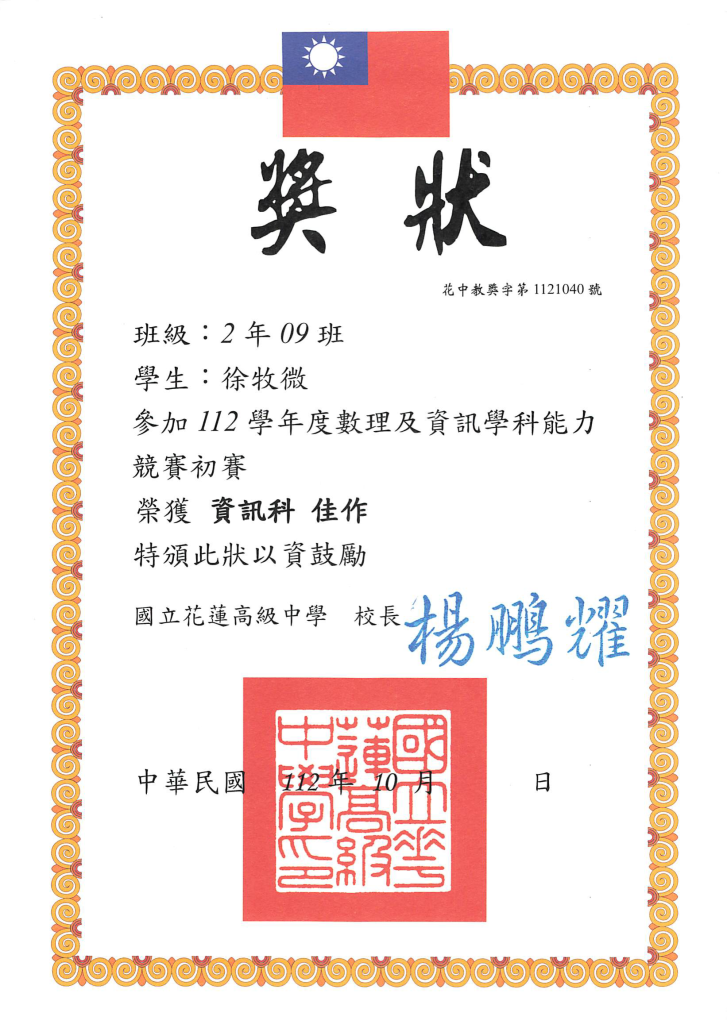 獎狀
花中教獎字第 1121040 號
班級：2 年 09 班
學生：徐牧微
參加 112 學年度數理及資訊學科能力
競賽初賽
榮獲 資訊科 佳作
特頒此狀以資鼓勵
國立花蓮高級中學 校長 楊鵬耀
中華民國 112 年 10 月 日
國立花蓮高級中學印